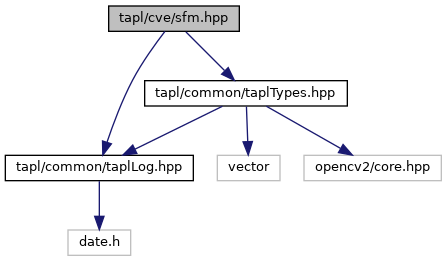 tapl/cve/sfm.hpp
tapl/common/taplTypes.hpp
tapl/common/taplLog.hpp
vector
opencv2/core.hpp
date.h